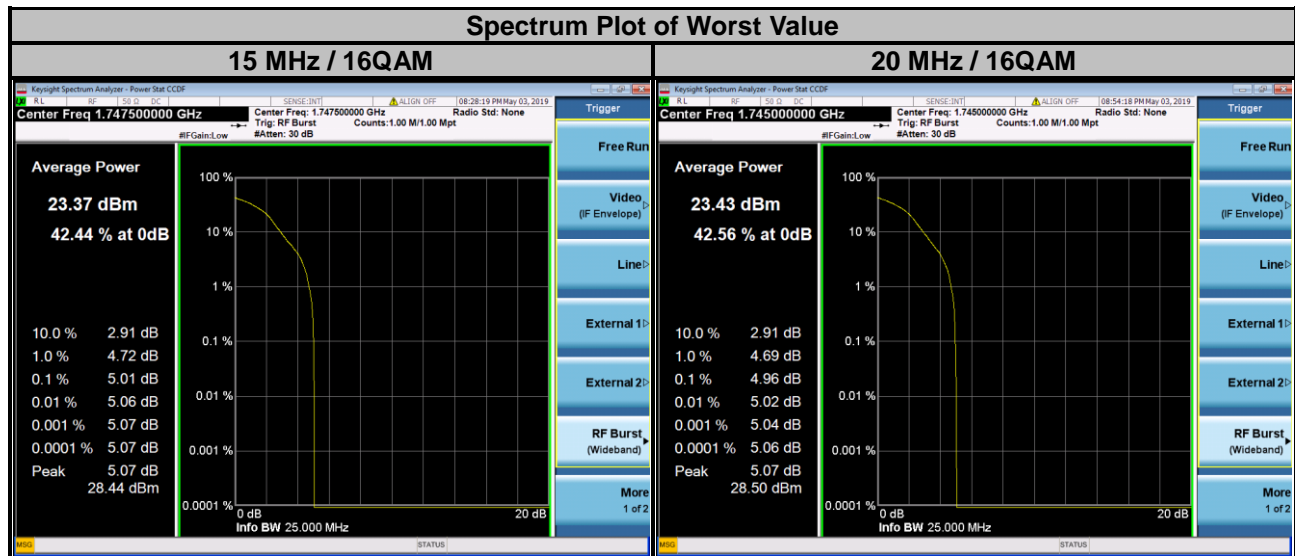 Spectrum Plot of Worst Value
15 MHz / 16QAM
Keysight Spectrum Analyzer - Power Stat CCDF
RL RF 50 Ω DC SENSE:INT ALIGN OFF 08:28:19 PM May 03, 2019
Center Freq 1.747500000 GHz
Center Freq: 1.747500000 GHz Radio Std: None
Trig: RF Burst Counts:1.00 M/1.00 Mpt
#IFGain:Low #Atten: 30 dB
Average Power
23.37 dBm
42.44 % at 0dB
10.0 % 2.91 dB
1.0 % 4.72 dB
0.1 % 5.01 dB
0.01 % 5.06 dB
0.001 % 5.07 dB
0.0001 % 5.07 dB
Peak 5.07 dB
28.44 dBm
100 %
10 %
1 %
0.1 %
0.01 %
0.001 %
0.0001 %
0 dB 20 dB
Info BW 25.000 MHz
Trigger
Free Run
Video
(IF Envelope)
Line
External 1
External 2
RF Burst
(Wideband)
More
1 of 2
MSG STATUS
20 MHz / 16QAM
Keysight Spectrum Analyzer - Power Stat CCDF
RL RF 50 Ω DC SENSE:INT ALIGN OFF 08:54:18 PM May 03, 2019
Center Freq 1.745000000 GHz
Center Freq: 1.745000000 GHz Radio Std: None
Trig: RF Burst Counts:1.00 M/1.00 Mpt
#IFGain:Low #Atten: 30 dB
Average Power
23.43 dBm
42.56 % at 0dB
10.0 % 2.91 dB
1.0 % 4.69 dB
0.1 % 4.96 dB
0.01 % 5.02 dB
0.001 % 5.04 dB
0.0001 % 5.06 dB
Peak 5.07 dB
28.50 dBm
100 %
10 %
1 %
0.1 %
0.01 %
0.001 %
0.0001 %
0 dB 20 dB
Info BW 25.000 MHz
Trigger
Free Run
Video
(IF Envelope)
Line
External 1
External 2
RF Burst
(Wideband)
More
1 of 2
MSG STATUS